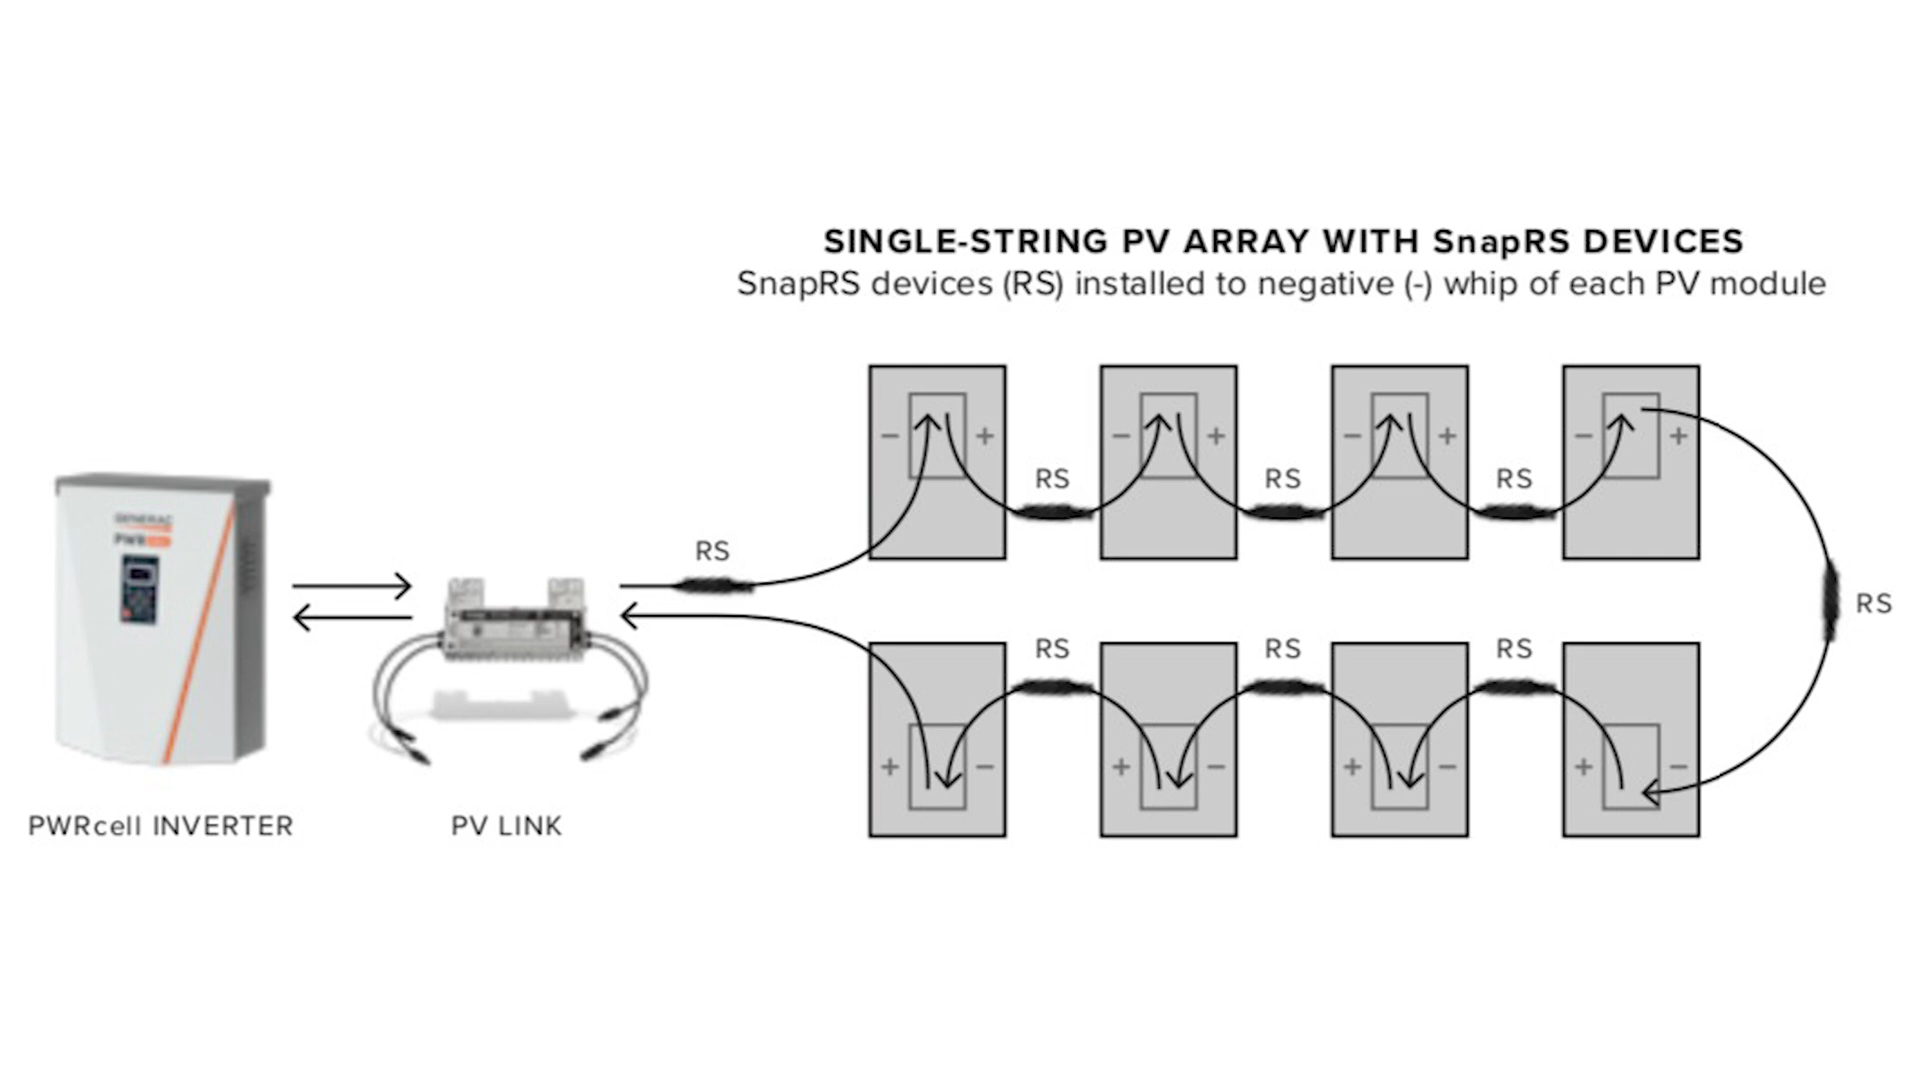 SINGLE-STRING PV ARRAY WITH SnapRS DEVICES
SnapRS devices (RS) installed to negative (-) whip of each PV module
− + − + − + − +
RS RS RS
RS
RS
RS RS RS
+ − + − + − + −
GENERAC
PWRcell INVERTER
PV LINK